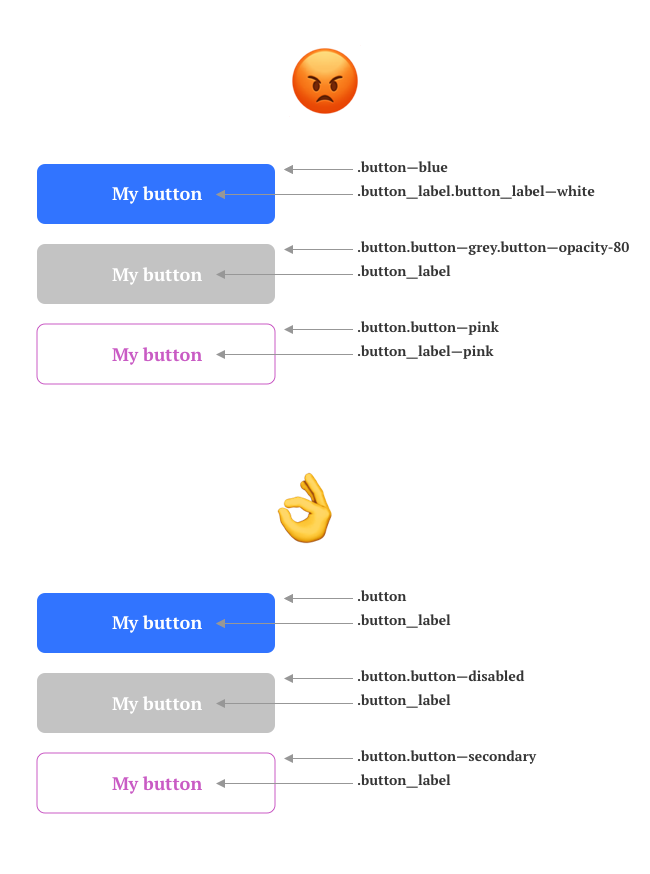 .button—blue
My button
.button__label.button__label—white
.button.button—grey.button—opacity-80
My button
.button__label
.button.button—pink
My button
.button__label—pink
.button
My button
.button__label
.button.button—disabled
My button
.button__label
.button.button—secondary
My button
.button__label